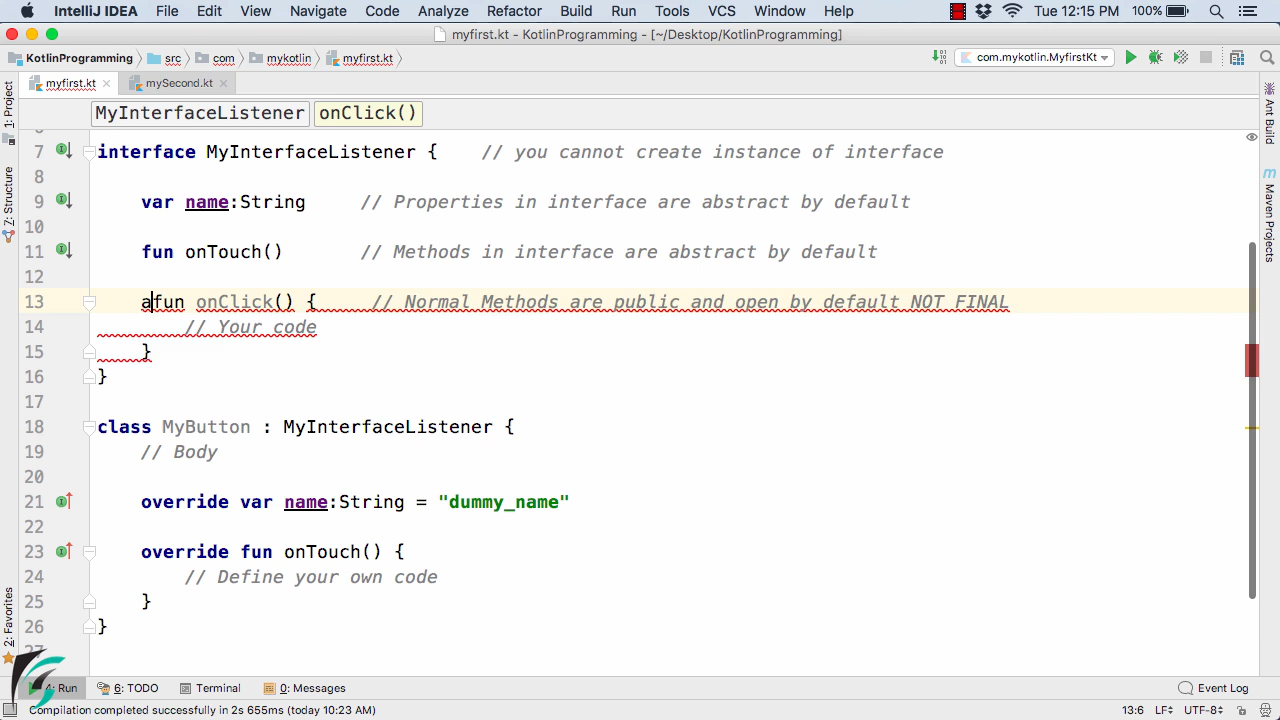 IntelliJ IDEA File Edit View Navigate Code Analyze Refactor Build Run Tools VCS Window Help Tue 12:15 PM 100%
myfirst.kt - KotlinProgramming - [~/Desktop/KotlinProgramming]
KotlinProgramming src com mykotlin myfirst.kt com.mykotlin.MyfirstKt
myfirst.kt mySecond.kt
MyInterfaceListener onClick()
7 interface MyInterfaceListener { // you cannot create instance of interface
8
9 var name:String // Properties in interface are abstract by default
10
11 fun onTouch() // Methods in interface are abstract by default
12
13 afun onClick() { // Normal Methods are public and open by default NOT FINAL
14 // Your code
15 }
16 }
17
18 class MyButton : MyInterfaceListener {
19 // Body
20
21 override var name:String = "dummy_name"
22
23 override fun onTouch() {
24 // Define your own code
25 }
26 }
27
1: Project
7: Structure
2: Favorites
Ant Build
m
Maven Projects
Run 6: TODO Terminal 0: Messages Event Log
Compilation completed successfully in 2s 655ms (today 10:23 AM) 13:6 LF UTF-8